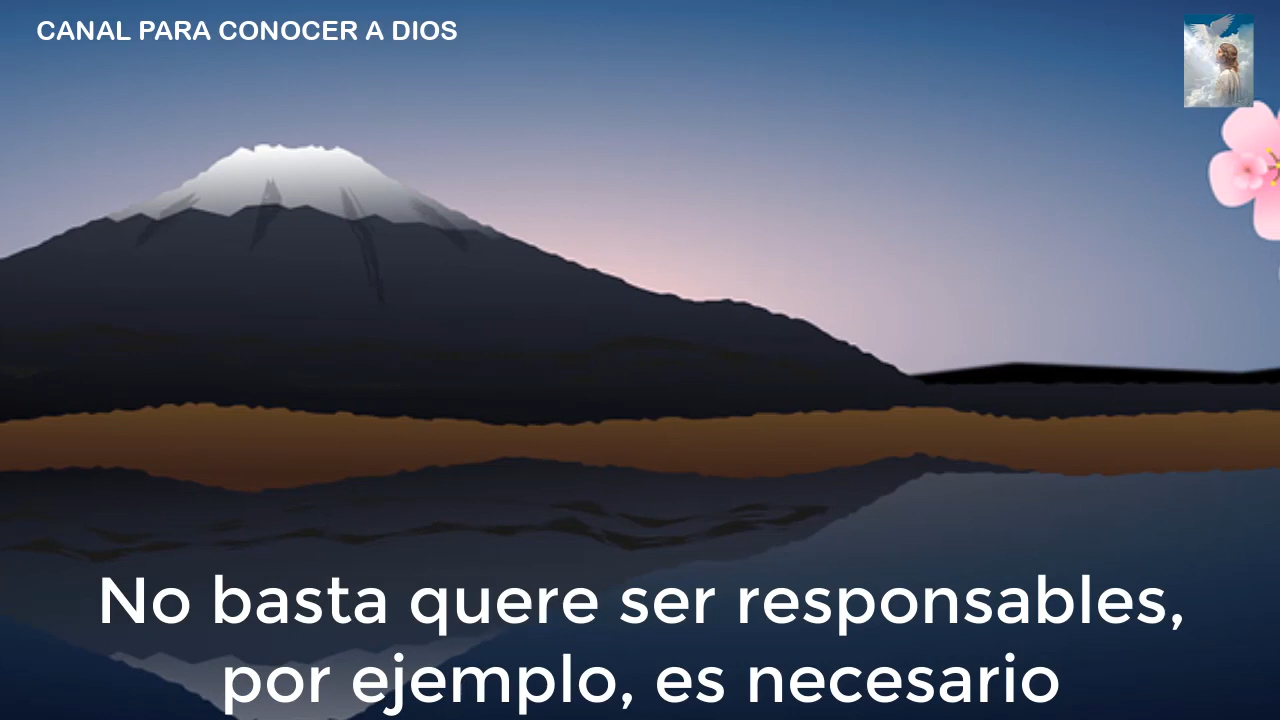 CANAL PARA CONOCER A DIOS
No basta quere ser responsables,
por ejemplo, es necesario